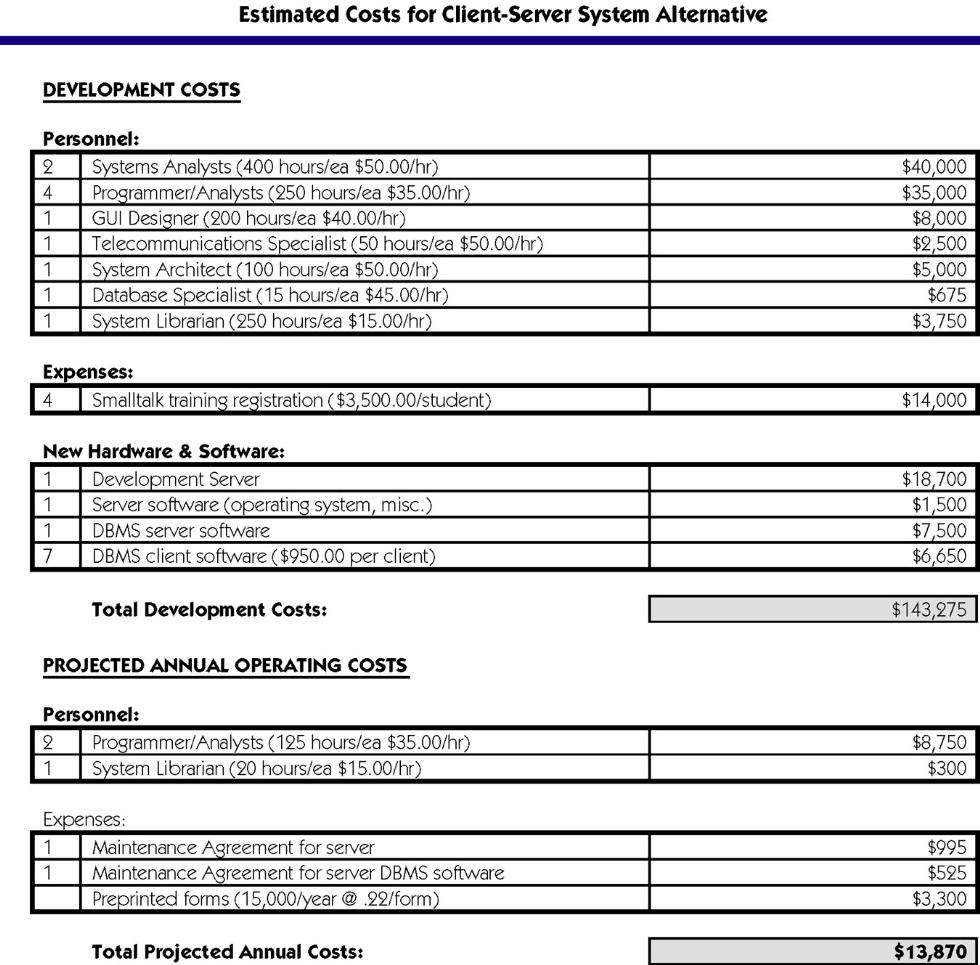 Estimated Costs for Client-Server System Alternative
DEVELOPMENT COSTS
Personnel:
2 Systems Analysts (400 hours/ea $50.00/hr) $40,000
4 Programmer/Analysts (250 hours/ea $35.00/hr) $35,000
1 GUI Designer (200 hours/ea $40.00/hr) $8,000
1 Telecommunications Specialist (50 hours/ea $50.00/hr) $2,500
1 System Architect (100 hours/ea $50.00/hr) $5,000
1 Database Specialist (15 hours/ea $45.00/hr) $675
1 System Librarian (250 hours/ea $15.00/hr) $3,750
Expenses:
4 Smalltalk training registration ($3,500.00/student) $14,000
New Hardware & Software:
1 Development Server $18,700
1 Server software (operating system, misc.) $1,500
1 DBMS server software $7,500
7 DBMS client software ($950.00 per client) $6,650
Total Development Costs: $143,275
PROJECTED ANNUAL OPERATING COSTS
Personnel:
2 Programmer/Analysts (125 hours/ea $35.00/hr) $8,750
1 System Librarian (20 hours/ea $15.00/hr) $300
Expenses:
1 Maintenance Agreement for server $995
1 Maintenance Agreement for server DBMS software $525
Preprinted forms (15,000/year @ .22/form) $3,300
Total Projected Annual Costs: $13,870